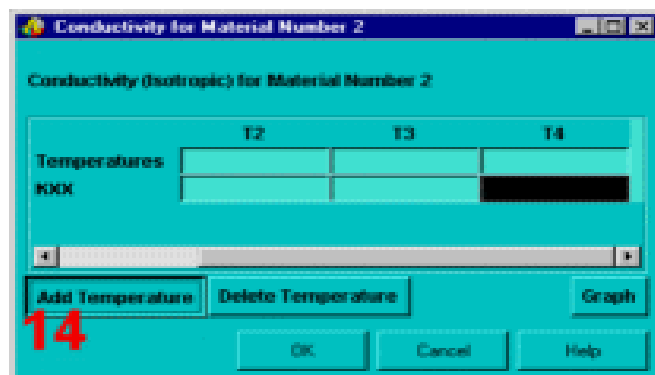 Conductivity for Material Number 2
Conductivity (Isotropic) for Material Number 2
T2 T3 T4
Temperatures
KXX
Add Temperature Delete Temperature Graph
14
OK Cancel Help